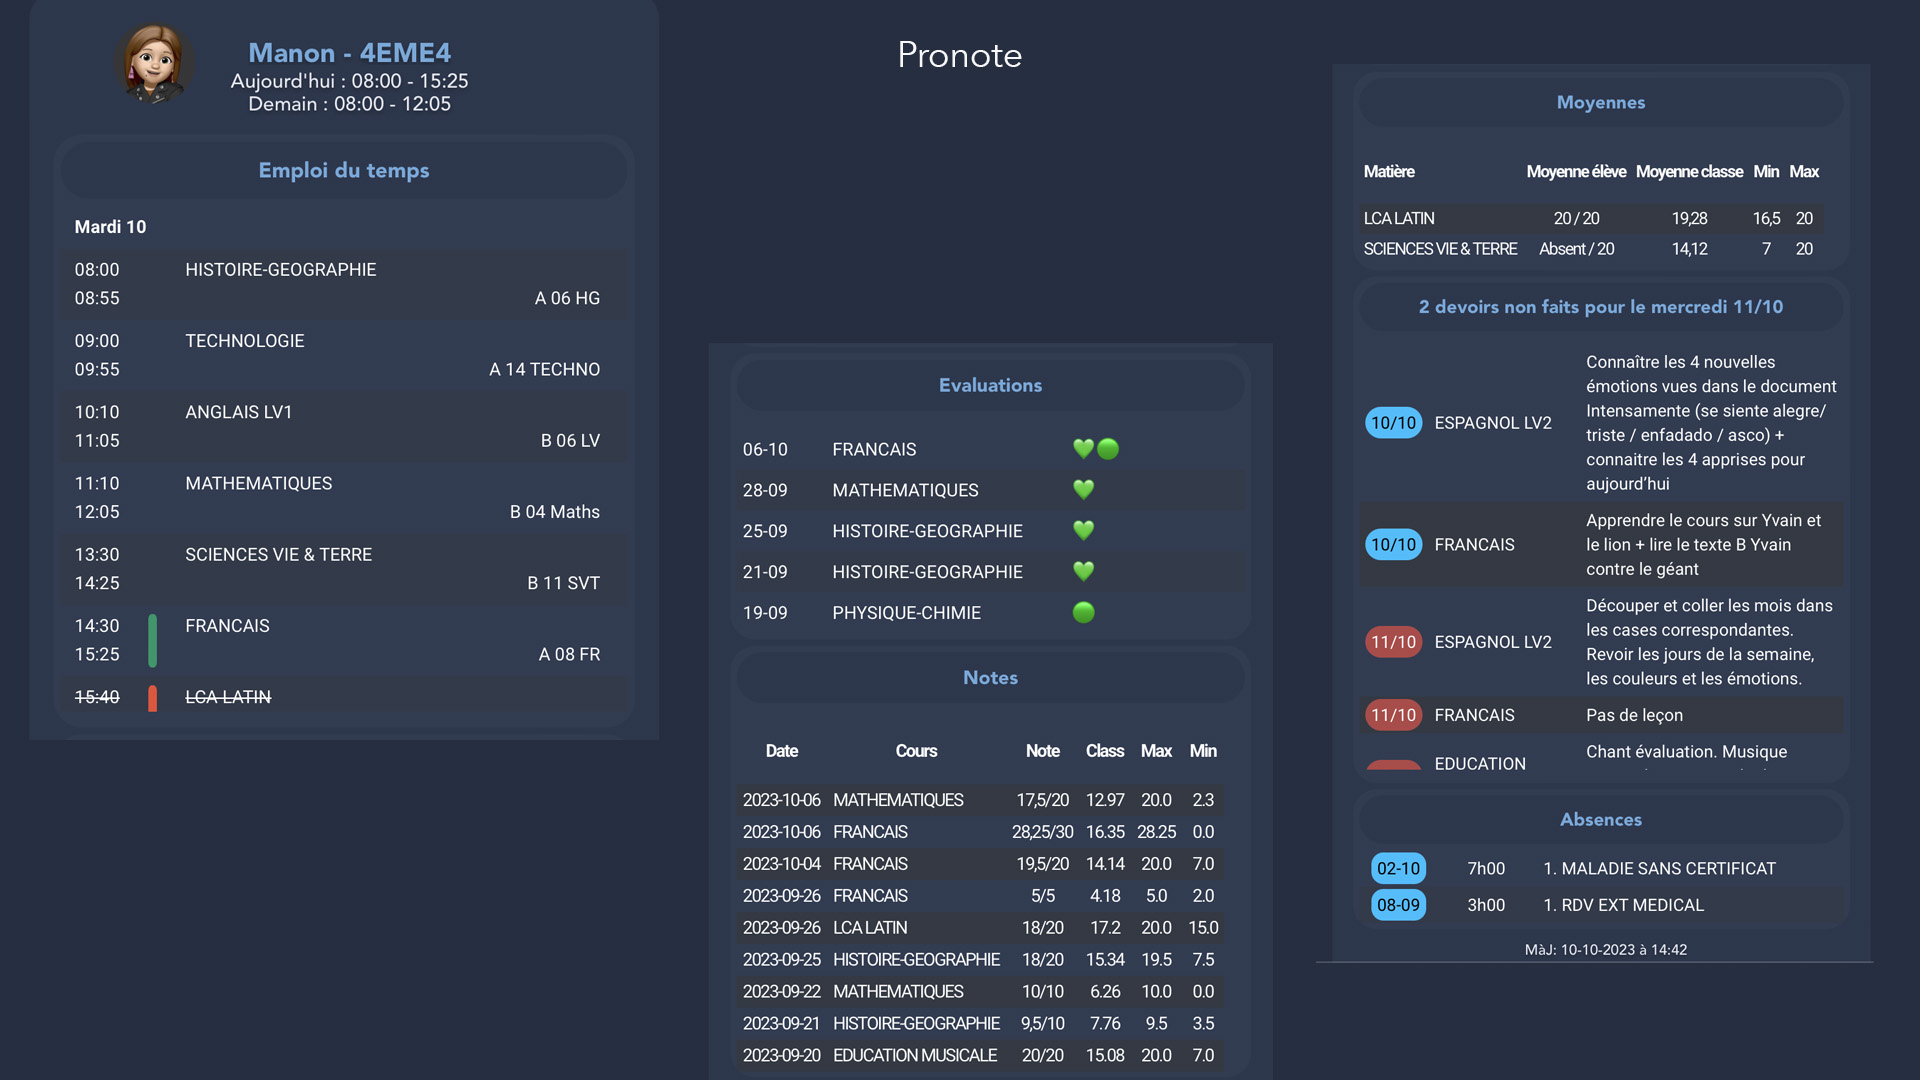 Manon - 4EME4
Aujourd'hui : 08:00 - 15:25
Demain : 08:00 - 12:05
Emploi du temps
Mardi 10
08:00 HISTOIRE-GEOGRAPHIE
08:55 A 06 HG
09:00 TECHNOLOGIE
09:55 A 14 TECHNO
10:10 ANGLAIS LV1
11:05 B 06 LV
11:10 MATHEMATIQUES
12:05 B 04 Maths
13:30 SCIENCES VIE & TERRE
14:25 B 11 SVT
14:30 FRANCAIS
15:25 A 08 FR
15:40 LCA LATIN
Pronote
Evaluations
06-10 FRANCAIS
28-09 MATHEMATIQUES
25-09 HISTOIRE-GEOGRAPHIE
21-09 HISTOIRE-GEOGRAPHIE
19-09 PHYSIQUE-CHIMIE
Notes
Date Cours Note Class Max Min
2023-10-06 MATHEMATIQUES 17,5/20 12.97 20.0 2.3
2023-10-06 FRANCAIS 28,25/30 16.35 28.25 0.0
2023-10-04 FRANCAIS 19,5/20 14.14 20.0 7.0
2023-09-26 FRANCAIS 5/5 4.18 5.0 2.0
2023-09-26 LCA LATIN 18/20 17.2 20.0 15.0
2023-09-25 HISTOIRE-GEOGRAPHIE 18/20 15.34 19.5 7.5
2023-09-22 MATHEMATIQUES 10/10 6.26 10.0 0.0
2023-09-21 HISTOIRE-GEOGRAPHIE 9,5/10 7.76 9.5 3.5
2023-09-20 EDUCATION MUSICALE 20/20 15.08 20.0 7.0
Moyennes
Matière Moyenne élève Moyenne classe Min Max
LCA LATIN 20 / 20 19,28 16,5 20
SCIENCES VIE & TERRE Absent / 20 14,12 7 20
2 devoirs non faits pour le mercredi 11/10
Connaître les 4 nouvelles
émotions vues dans le document
Intensamente (se siente alegre/
10/10 ESPAGNOL LV2
triste / enfadado / asco) +
connaitre les 4 apprises pour
aujourd’hui
Apprendre le cours sur Yvain et
10/10 FRANCAIS le lion + lire le texte B Yvain
contre le géant
Découper et coller les mois dans
les cases correspondantes.
11/10 ESPAGNOL LV2
Revoir les jours de la semaine,
les couleurs et les émotions.
11/10 FRANCAIS Pas de leçon
Chant évaluation. Musique
EDUCATION
Absences
02-10 7h00 1. MALADIE SANS CERTIFICAT
08-09 3h00 1. RDV EXT MEDICAL
MàJ: 10-10-2023 à 14:42